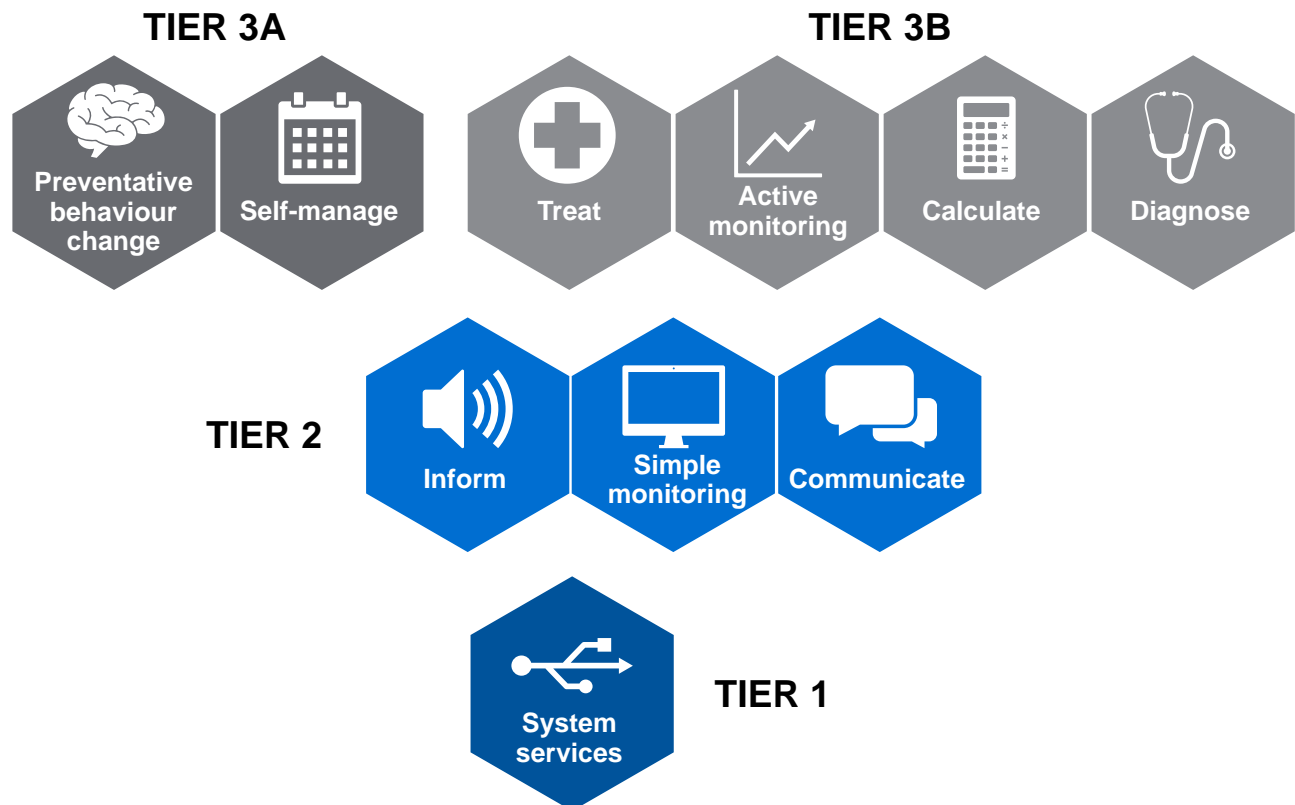 TIER 3A
TIER 3B
Preventative
behaviour
change
Self-manage
Treat
Active
monitoring
Calculate
Diagnose
TIER 2
Inform
Simple
monitoring
Communicate
System
services
TIER 1